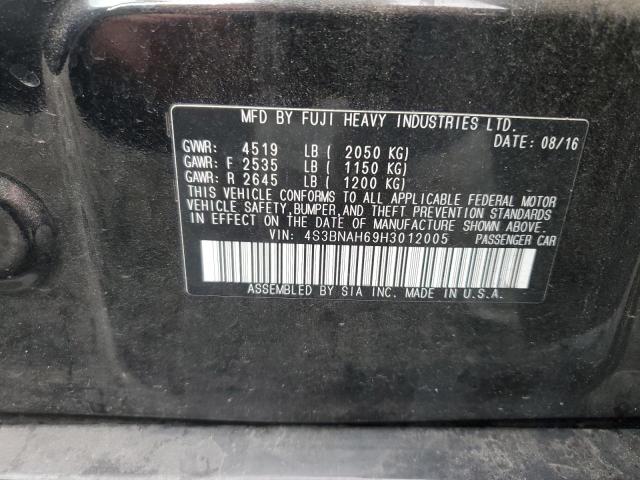 MFD BY FUJI HEAVY INDUSTRIES LTD.
DATE: 08/16
GVWR: 4519 LB ( 2050 KG)
GAWR: F 2535 LB ( 1150 KG)
GAWR: R 2645 LB ( 1200 KG)
THIS VEHICLE CONFORMS TO ALL APPLICABLE FEDERAL MOTOR
VEHICLE SAFETY, BUMPER, AND THEFT PREVENTION STANDARDS
IN EFFECT ON THE DATE OF MANUFACTURE SHOWN ABOVE.
VIN: 4S3BNAH69H3012005 PASSENGER CAR
ASSEMBLED BY SIA INC. MADE IN U.S.A.